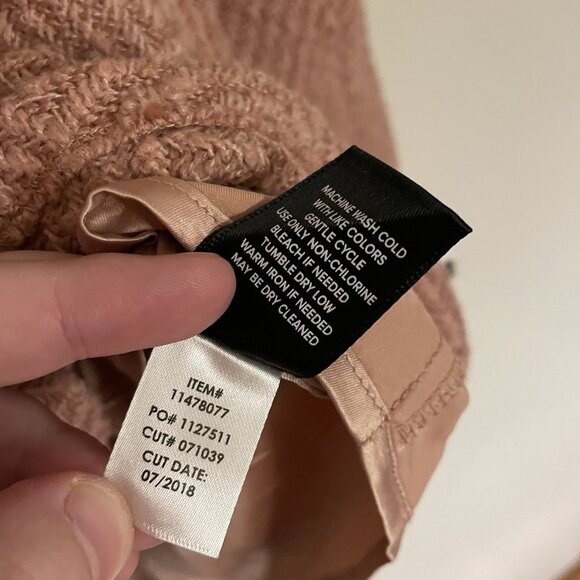 MACHINE WASH COLD
WITH LIKE COLORS
GENTLE CYCLE
USE ONLY NON-CHLORINE
BLEACH IF NEEDED
TUMBLE DRY LOW
WARM IRON IF NEEDED
MAY BE DRY CLEANED
ITEM#
11478077
PO# 1127511
CUT# 071039
CUT DATE:
07/2018